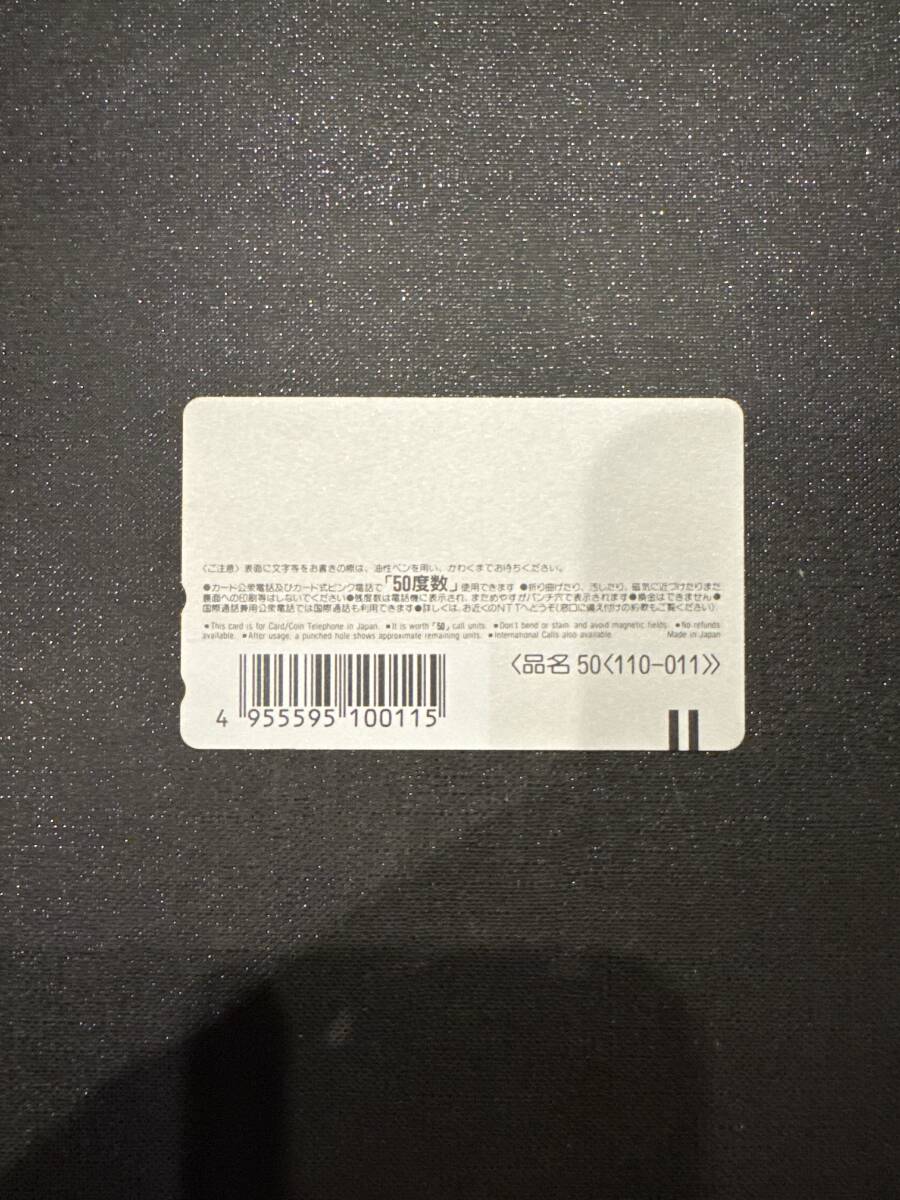 〈ご注意〉表面に文字等をお書きの際は、油性ペンを用い、かわくまでお待ちください。
●カード公衆電話及びカード式ピンク電話で「50度数」使用できます ●折り曲げたり、汚したり、磁気に近づけたりまた
裏面への印刷等はしないでください●残度数は電話機に表示され、またおめやすがパンチ穴で表示されます●換金はできません●
国際通話費用公衆電話では国際通話も利用できます●詳しくは、お近くのNTTへどうぞ(窓口に備え付けの約款もご覧ください)。
●This card is for Card/Coin Telephone in Japan. ●It is worth「50」call units. ●Don't bend or stain and avoid magnetic fields. ●No refunds
available. ●After usage, a punched hole shows approximate remaining units. ●International Calls also available. Made in Japan
〈品名 50〈110-011〉〉
4 955595 100115